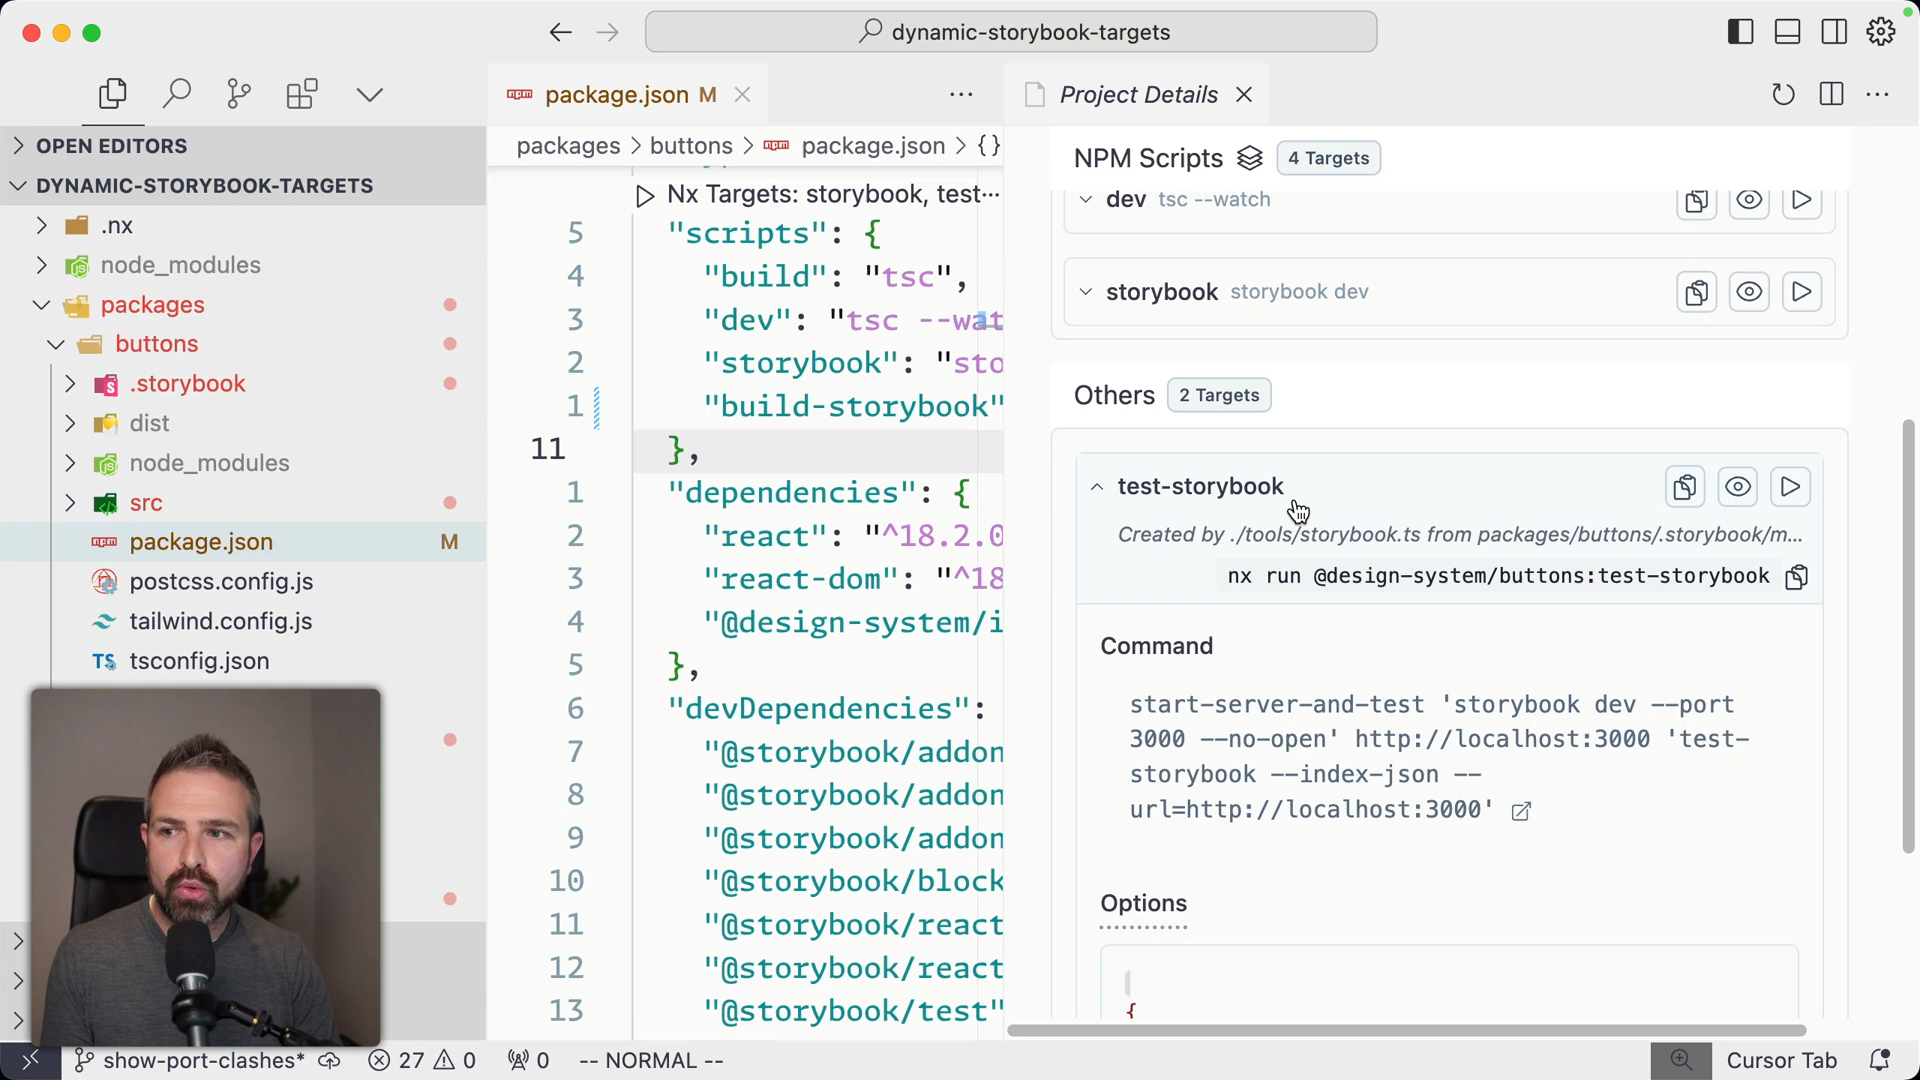 dynamic-storybook-targets
package.json M
Project Details
OPEN EDITORS
DYNAMIC-STORYBOOK-TARGETS
.nx
node_modules
packages
buttons
.storybook
dist
node_modules
src
package.json M
postcss.config.js
tailwind.config.js
TS tsconfig.json
packages > buttons > package.json > {}
Nx Targets: storybook, test···
5 "scripts": {
4 "build": "tsc",
3 "dev": "tsc --wat
2 "storybook": "sto
1 "build-storybook"
11 },
1 "dependencies": {
2 "react": "^18.2.0
3 "react-dom": "^18
4 "@design-system/i
5 },
6 "devDependencies":
7 "@storybook/addon
8 "@storybook/addon
9 "@storybook/addon
10 "@storybook/block
11 "@storybook/react
12 "@storybook/react
13 "@storybook/test"
NPM Scripts 4 Targets
dev tsc --watch
storybook storybook dev
Others 2 Targets
test-storybook
Created by ./tools/storybook.ts from packages/buttons/.storybook/m...
nx run @design-system/buttons:test-storybook
Command
start-server-and-test 'storybook dev --port
3000 --no-open' http://localhost:3000 'test-
storybook --index-json --
url=http://localhost:3000'
Options
{
show-port-clashes* 27 0 0 -- NORMAL -- Cursor Tab